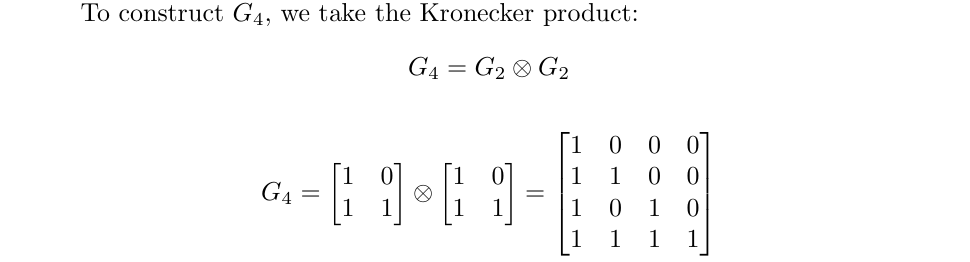 To construct G₄, we take the Kronecker product:
G₄ = G₂ ⊗ G₂
G₄ = [1 0; 1 1] ⊗ [1 0; 1 1] = [1 0 0 0; 1 1 0 0; 1 0 1 0; 1 1 1 1]